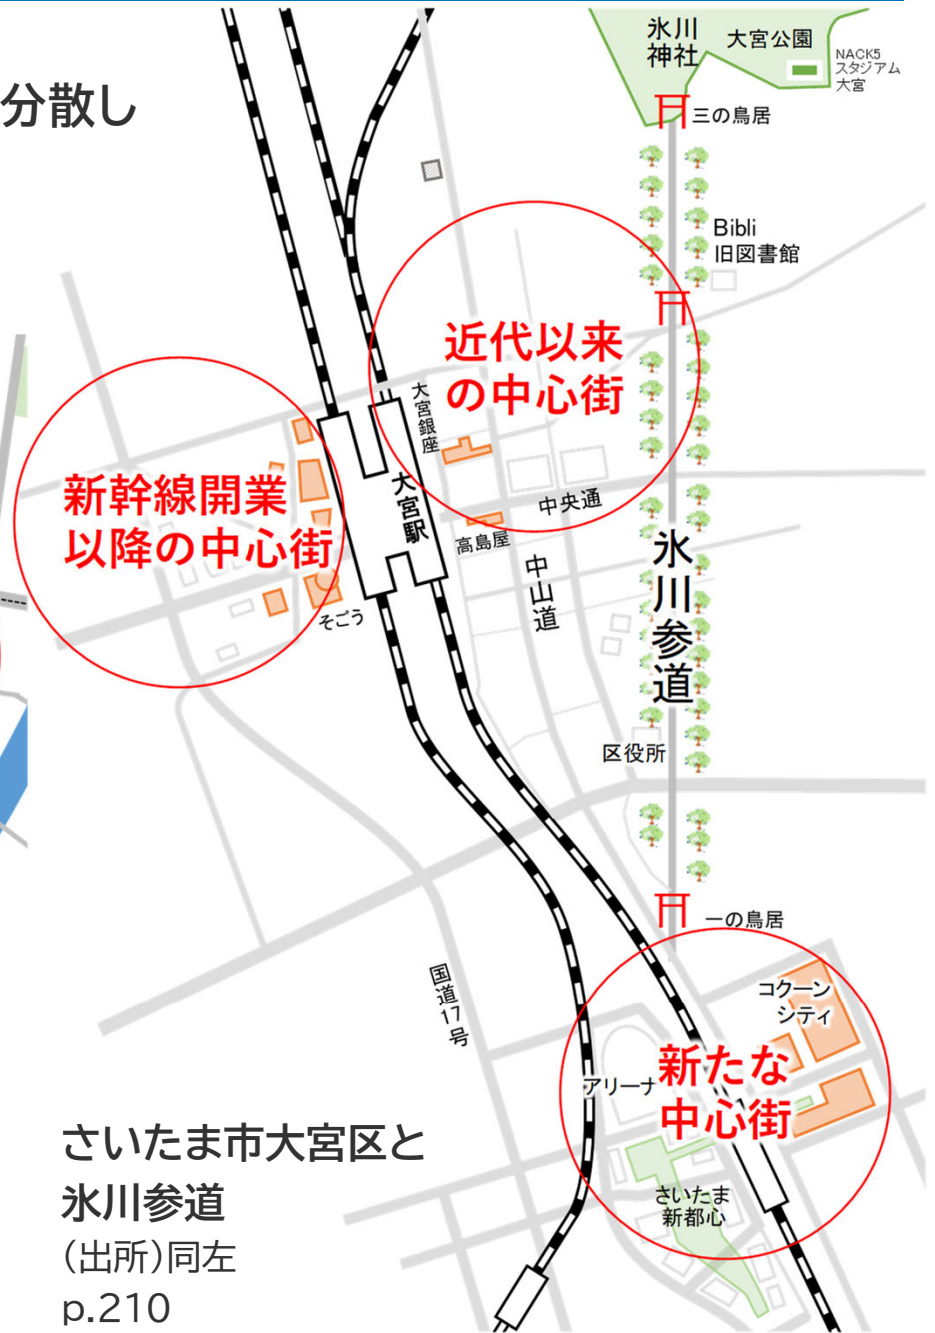 分散し
氷川
神社
大宮公園
NACK5
スタジアム
大宮
三の鳥居
Bibli
旧図書館
近代以来
の中心街
大宮銀座
新幹線開業
以降の中心街
大宮駅
中央通
高島屋
中山道
氷川参道
そごう
区役所
一の鳥居
国道17号
コクーン
シティ
アリーナ
新たな
中心街
さいたま
新都心
さいたま市大宮区と
氷川参道
(出所)同左
p.210